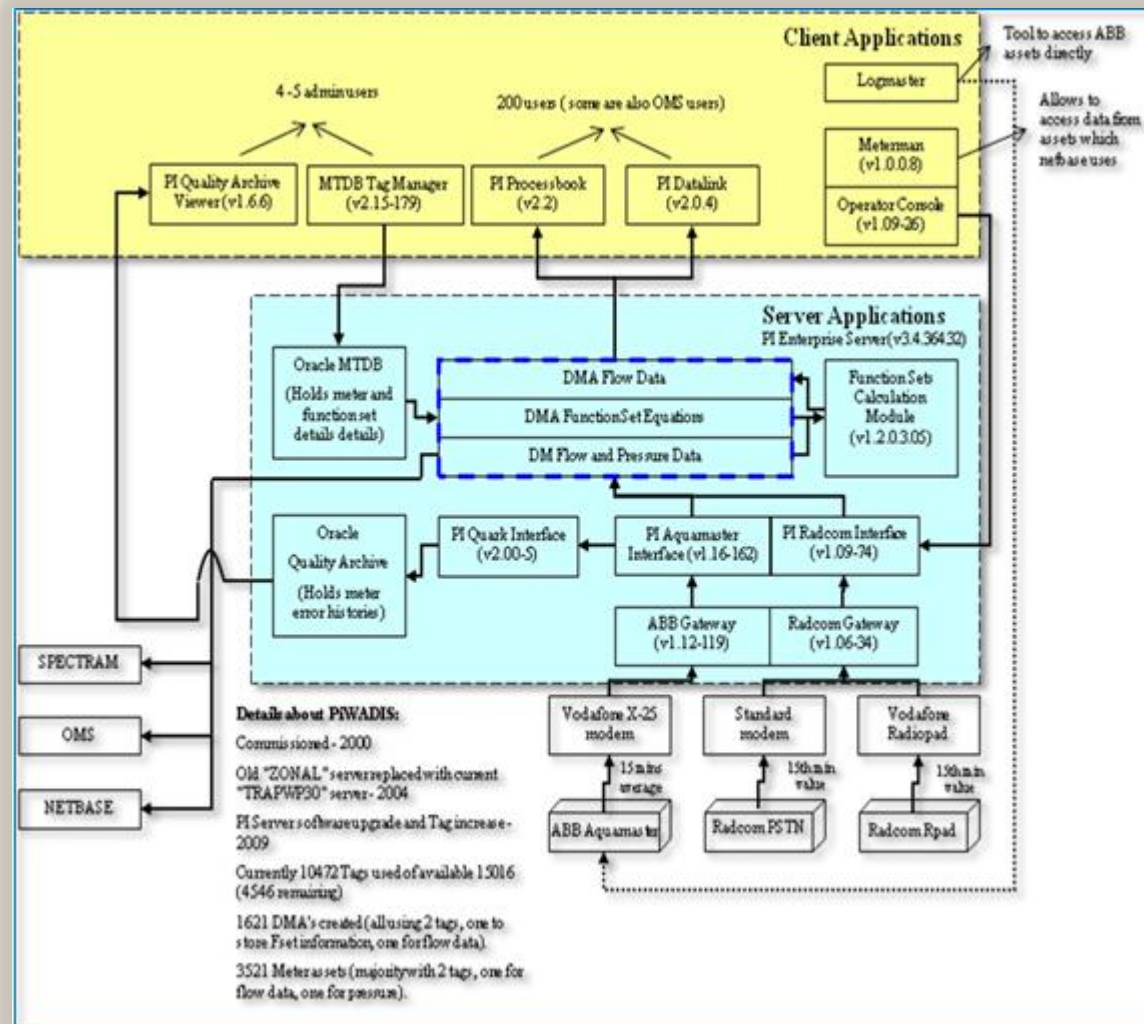 Client Applications
Tool to access ABB
assets directly
Logmaster
4 -5 admin users
200 users ( some are also OMS users)
Allows to
access data from
assets which
netbase uses
Meterman
(v1.0.0.8)
PI Quality Archive
Viewer (v1.6.6)
MTDB Tag Manager
(v2.15-179)
PI Processbook
(v2.2)
PI Datalink
(v2.0.4)
Operator Console
(v1.09-26)
Server Applications
PI Enterprise Server (v3.4.364.32)
Oracle MTDB
(Holds meter and
function set
details details)
DMA Flow Data
DMA FunctionSet Equations
DM Flow and Pressure Data
Function Sets
Calculation
Module
(v1.2.0.3.05)
Oracle
Quality Archive
(Holds meter
error histories)
PI Quark Interface
(v2.00-5)
PI Aquamaster
Interface (v1.16-162)
PI Radcom Interface
(v1.09-74)
ABB Gateway
(v1.12-119)
Radcom Gateway
(v1.06-34)
SPECTRAM
OMS
NETBASE
Vodafone X-25
modem
Standard
modem
Vodafone
Radiopad
15 mins
average
15th min
value
15th min
value
ABB Aquamaster
Radcom PSTN
Radcom Rpad
Details about PiWADIS:
Commissioned - 2000
Old "ZONAL" server replaced with current
"TRAPWP30" server - 2004
PI Server software upgrade and Tag increase -
2009
Currently 10472 Tags used of available 15016
(4546 remaining)
1621 DMA's created (all using 2 tags, one to
store Fset information, one for flow data).
3521 Meter assets (majority with 2 tags, one for
flow data, one for pressure).